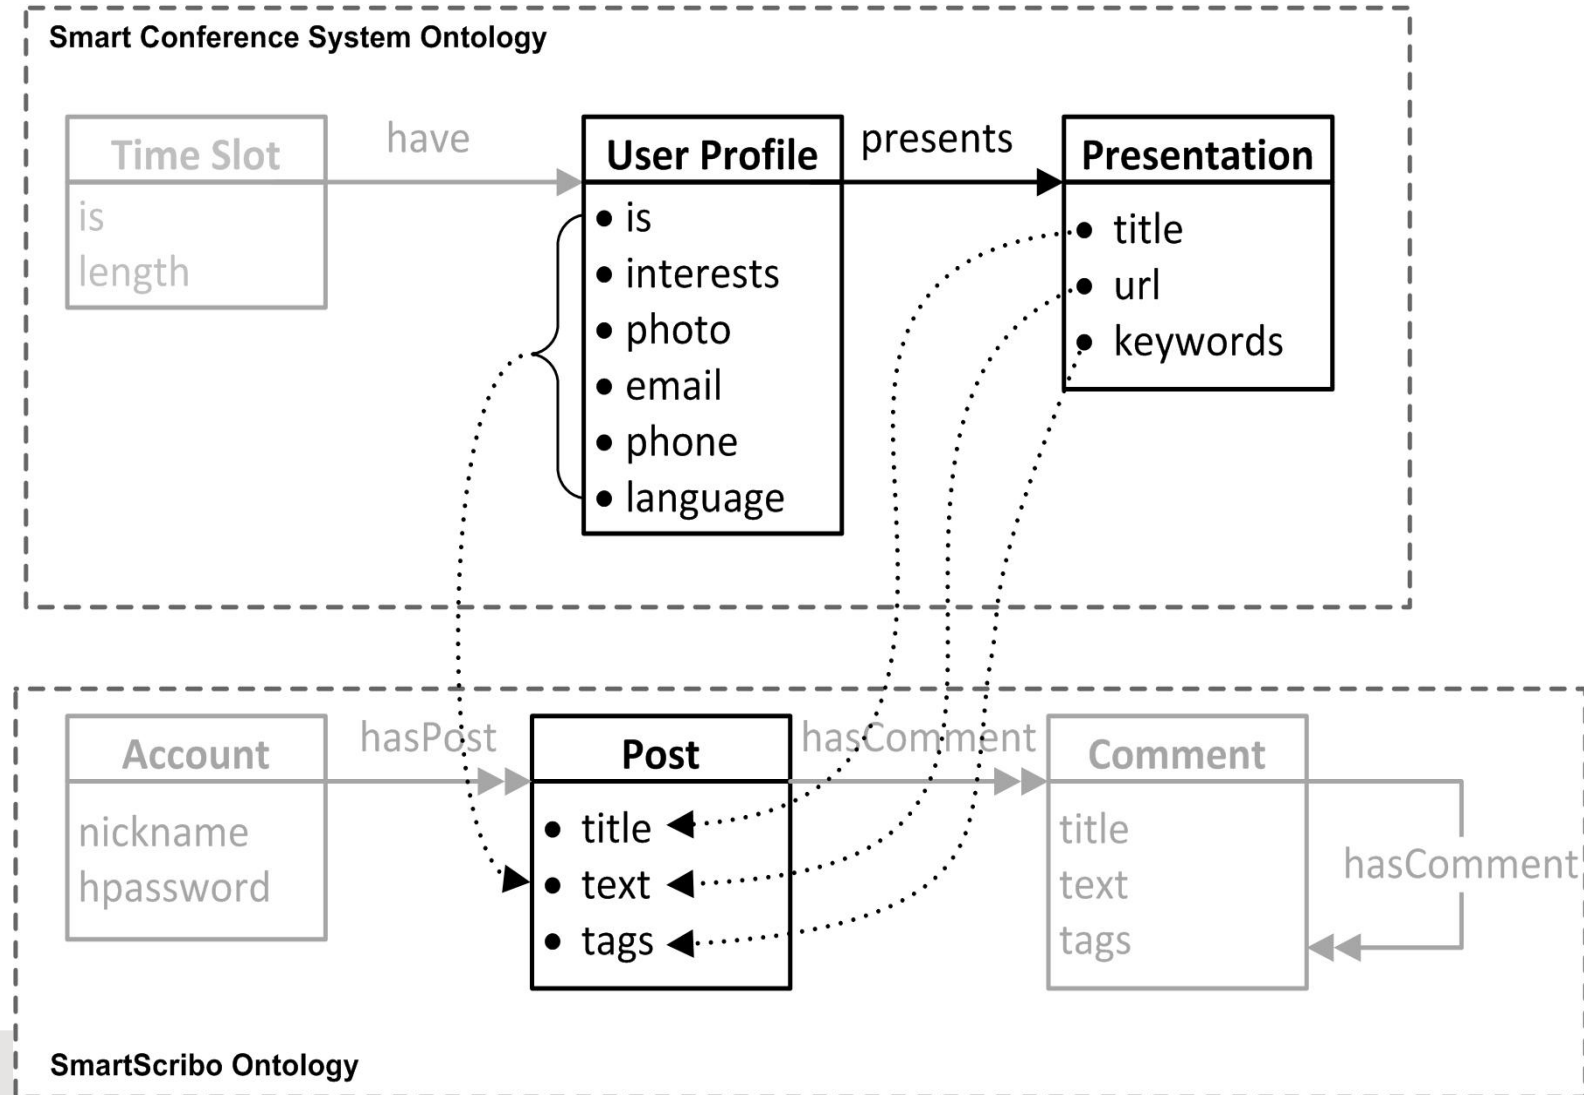 Smart Conference System Ontology
Time Slot
is
length
have
User Profile
is
interests
photo
email
phone
language
presents
Presentation
title
url
keywords
Account
nickname
hpassword
hasPost
Post
title
text
tags
hasComment
Comment
title
text
tags
hasComment
SmartScribo Ontology